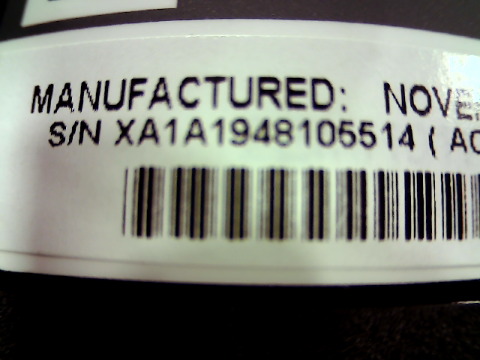 MANUFACTURED: NOVE
S/N XA1A1948105514 ( AC